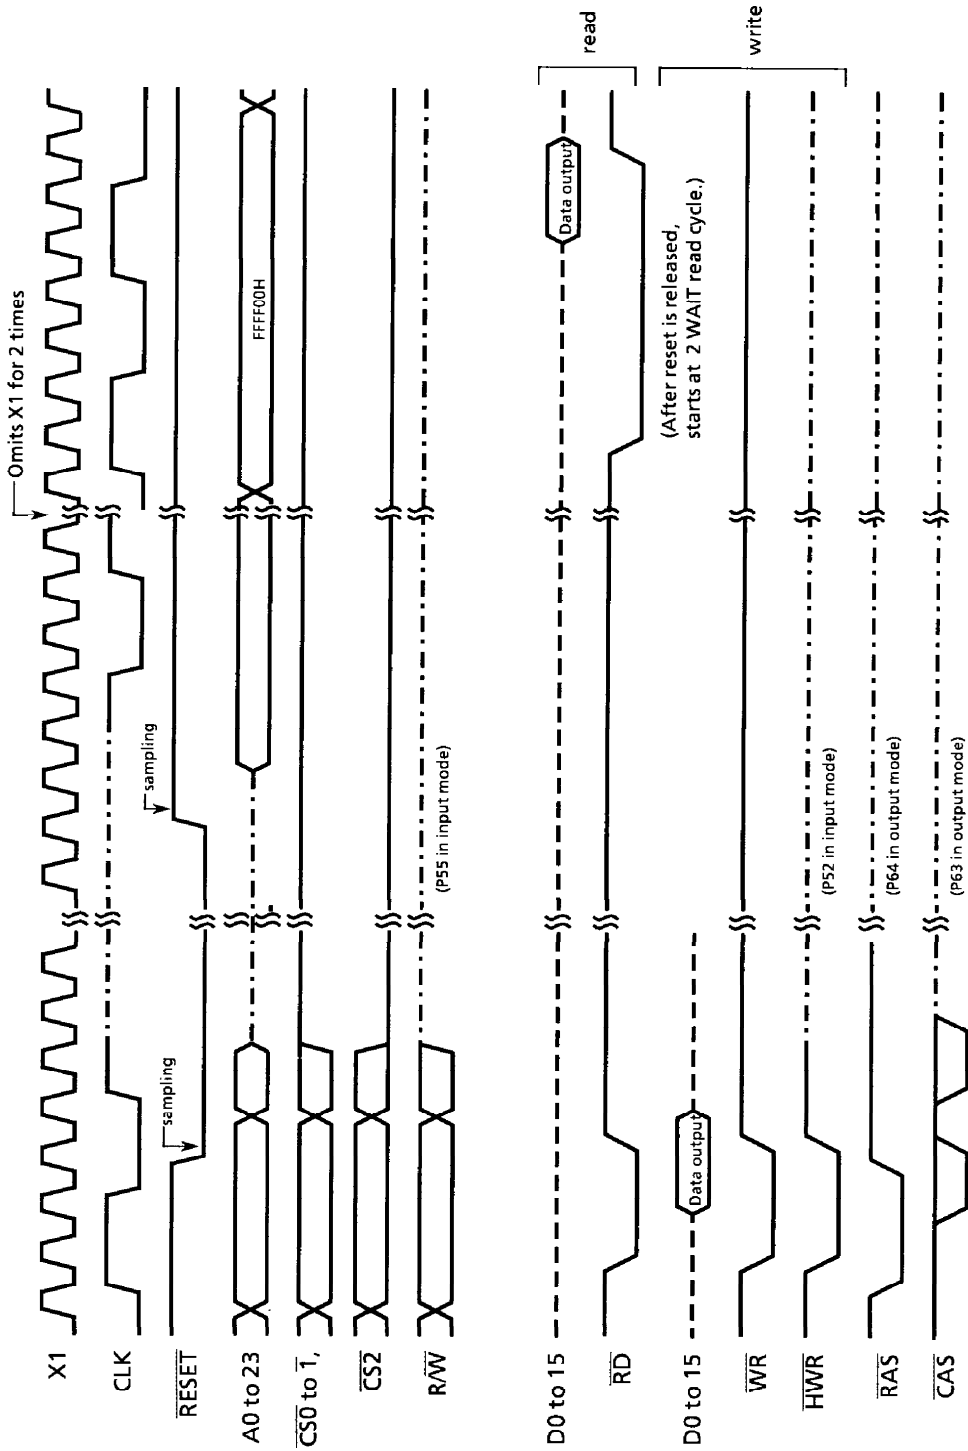 Omits X1 for 2 times
X1
CLK
RESET
sampling
sampling
A0 to 23
FFFF00H
CS0 to 1,
CS2
R/W
(P55 in input mode)
D0 to 15
Data output
RD
read
(After reset is released,
starts at 2 WAIT read cycle.)
D0 to 15
Data output
WR
HWR
(P52 in input mode)
write
RAS
(P64 in output mode)
CAS
(P63 in output mode)